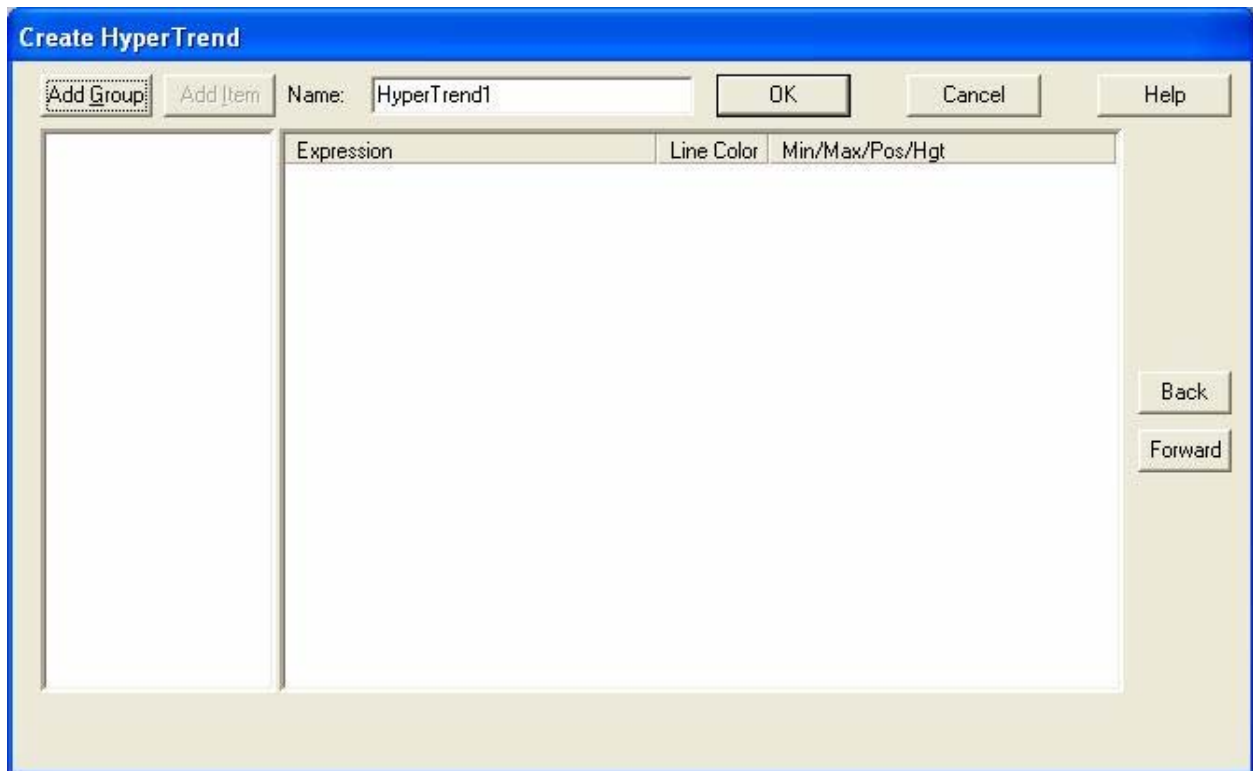 Create HyperTrend
Add Group Add Item Name: HyperTrend1 OK Cancel Help
Expression Line Color Min/Max/Pos/Hgt
Back
Forward